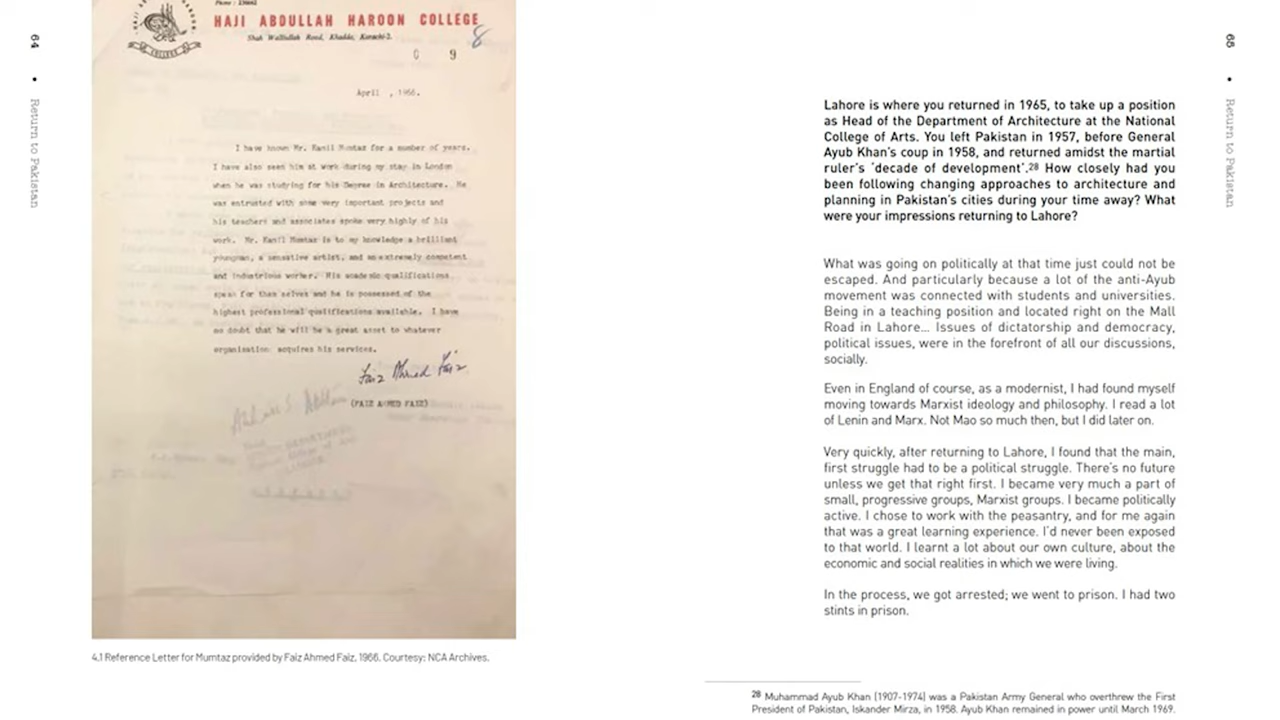 64 • Return to Pakistan
HAJI ABDULLAH HAROON COLLEGE
Shah Walliullah Road, Khadda, Karachi-2.
8
0 9
April , 1966.
I have known Mr. Kamil Mumtaz for a number of years.
I have also seen him at work during my stay in London
when he was studying for his Degree in Architecture. He
was entrusted with some very important projects and
his teachers and associates spoke very highly of his
work. Mr. Kamil Mumtaz is to my knowledge a brilliant
youngman, a sensative artist, and an extremely competent
and industrious worker. His academic qualifications
speak for them selves and he is possessed of the
highest professional qualifications available. I have
no doubt that he will be a great asset to whatever
organisation acquires his services.
Faiz Ahmed Faiz
(FAIZ AHMED FAIZ)
4.1 Reference Letter for Mumtaz provided by Faiz Ahmed Faiz, 1966. Courtesy: NCA Archives.
65 • Return to Pakistan
Lahore is where you returned in 1965, to take up a position
as Head of the Department of Architecture at the National
College of Arts. You left Pakistan in 1957, before General
Ayub Khan's coup in 1958, and returned amidst the martial
ruler's 'decade of development'.28 How closely had you
been following changing approaches to architecture and
planning in Pakistan's cities during your time away? What
were your impressions returning to Lahore?
What was going on politically at that time just could not be
escaped. And particularly because a lot of the anti-Ayub
movement was connected with students and universities.
Being in a teaching position and located right on the Mall
Road in Lahore... Issues of dictatorship and democracy,
political issues, were in the forefront of all our discussions,
socially.
Even in England of course, as a modernist, I had found myself
moving towards Marxist ideology and philosophy. I read a lot
of Lenin and Marx. Not Mao so much then, but I did later on.
Very quickly, after returning to Lahore, I found that the main,
first struggle had to be a political struggle. There's no future
unless we get that right first. I became very much a part of
small, progressive groups, Marxist groups. I became politically
active. I chose to work with the peasantry, and for me again
that was a great learning experience. I'd never been exposed
to that world. I learnt a lot about our own culture, about the
economic and social realities in which we were living.
In the process, we got arrested; we went to prison. I had two
stints in prison.
28 Muhammad Ayub Khan (1907-1974) was a Pakistan Army General who overthrew the First
President of Pakistan, Iskander Mirza, in 1958. Ayub Khan remained in power until March 1969.